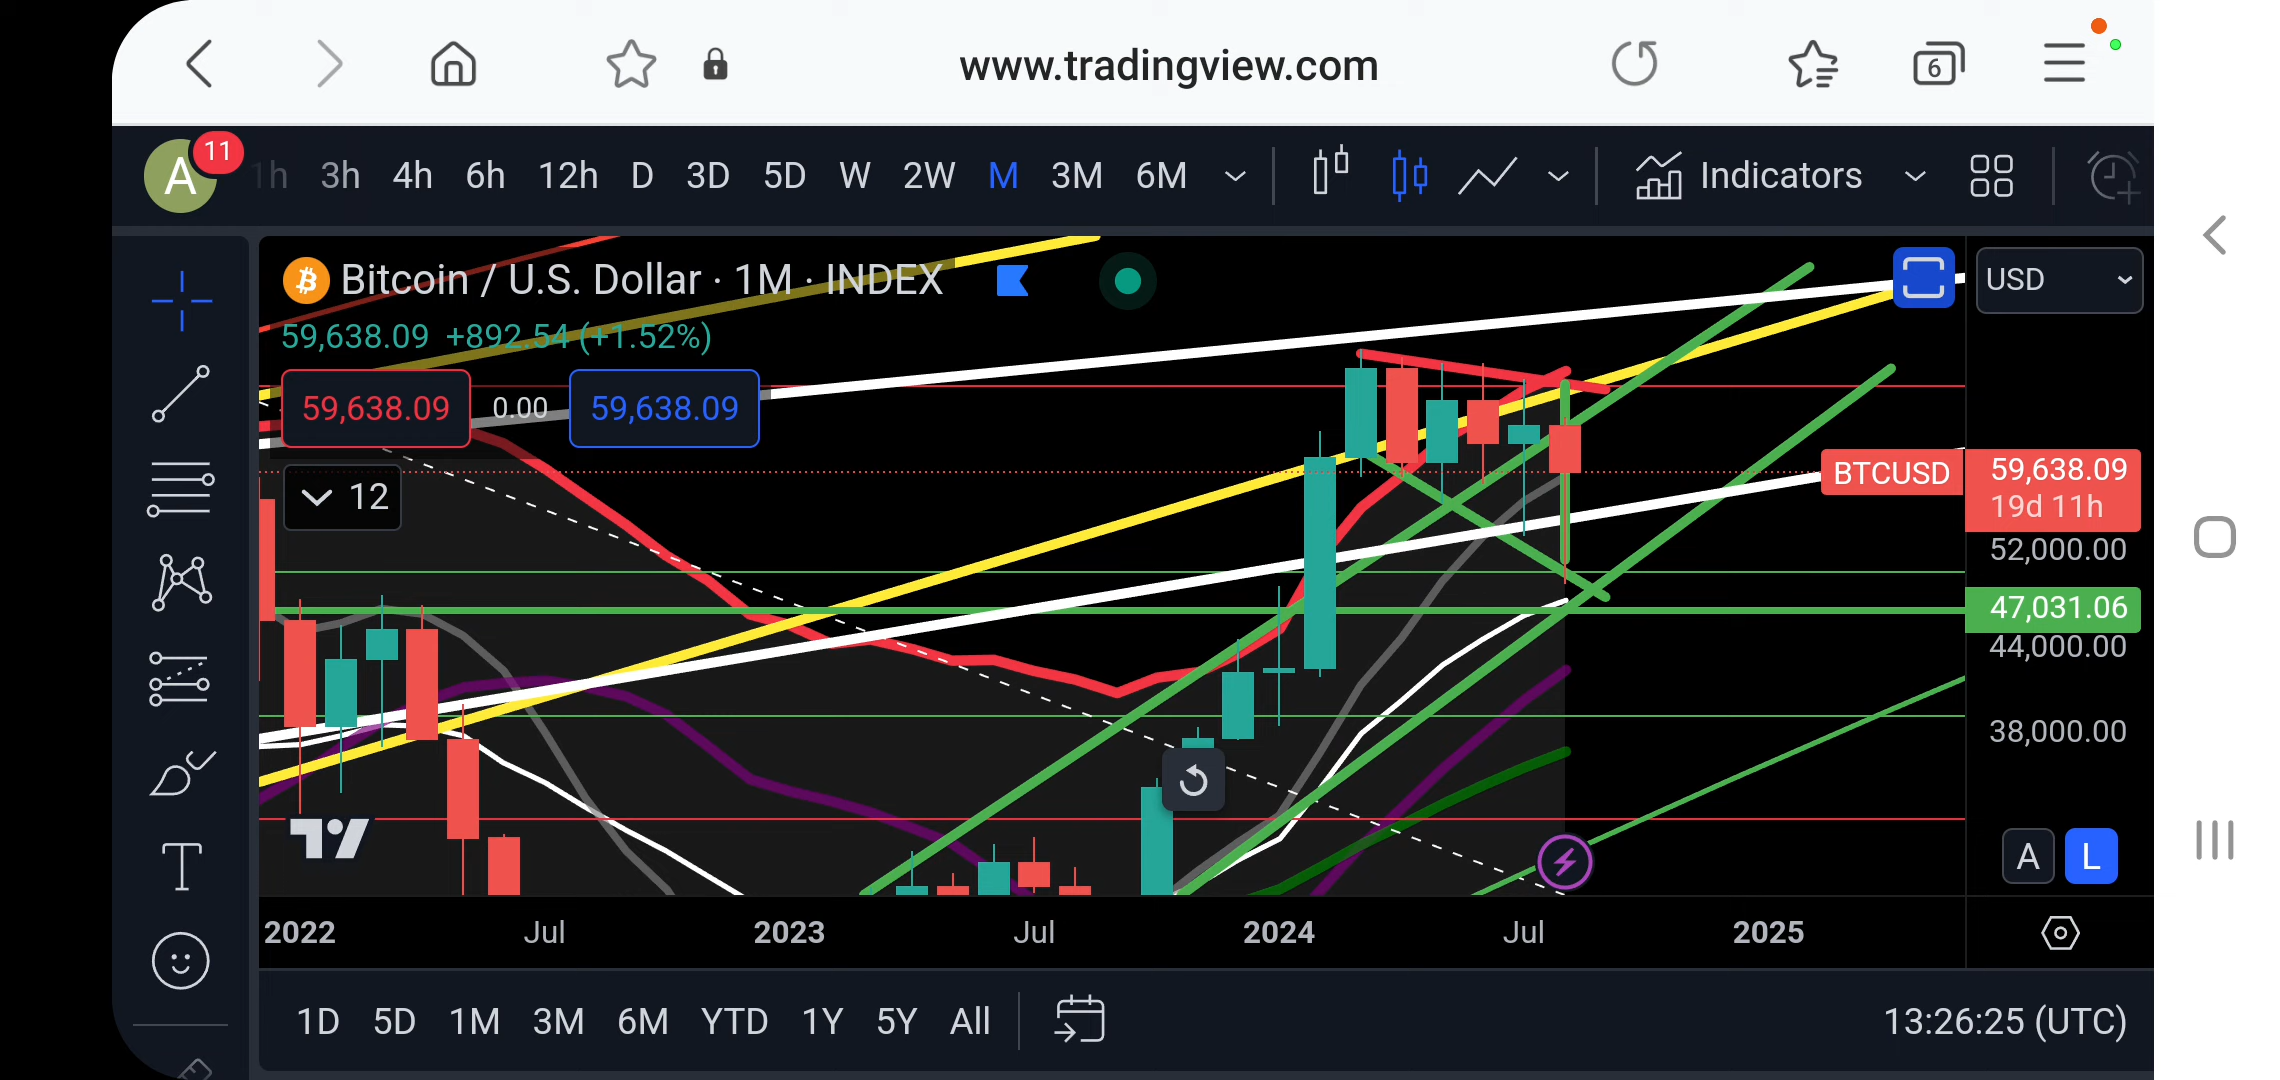 www.tradingview.com
6
A
11
1h 3h 4h 6h 12h D 3D 5D W 2W M 3M 6M
Indicators
Bitcoin / U.S. Dollar · 1M · INDEX
USD
59,638.09 +892.54 (+1.52%)
59,638.09 0.00 59,638.09
12
BTCUSD 59,638.09
19d 11h
52,000.00
47,031.06
44,000.00
38,000.00
T
A L
2022 Jul 2023 Jul 2024 Jul 2025
1D 5D 1M 3M 6M YTD 1Y 5Y All
13:26:25 (UTC)